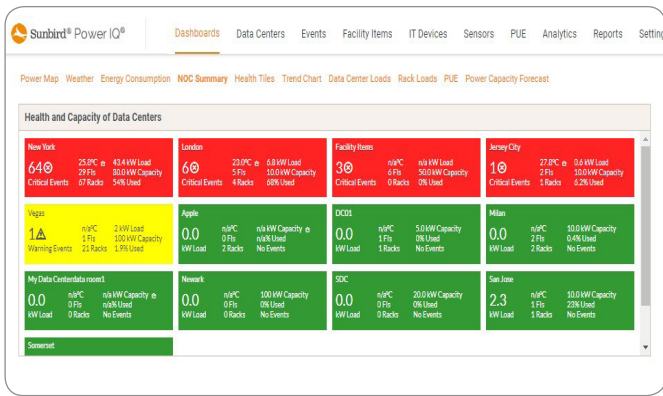 Sunbird® Power IQ®
Dashboards Data Centers Events Facility Items IT Devices Sensors PUE Analytics Reports Setting
Power Map Weather Energy Consumption NOC Summary Health Tiles Trend Chart Data Center Loads Rack Loads PUE Power Capacity Forecast
Health and Capacity of Data Centers
New York
64
Critical Events
25.8°C 43.4 kW Load
29 FIs 80.0 kW Capacity
67 Racks 54% Used
London
6
Critical Events
23.0°C 6.8 kW Load
5 FIs 10.0 kW Capacity
4 Racks 68% Used
Facility Items
3
Critical Events
n/a°C n/a kW Load
6 FIs 50.0 kW Capacity
0 Racks 0% Used
Jersey City
1
Critical Events
27.8°C 0.6 kW Load
2 FIs 10.0 kW Capacity
1 Racks 6.2% Used
Vegas
1
Warning Events
n/a°C 2 kW Load
1 FIs 100 kW Capacity
21 Racks 1.9% Used
Apple
0.0
kW Load
n/a°C n/a kW Capacity
0 FIs n/a% Used
2 Racks No Events
DC01
0.0
kW Load
n/a°C 5.0 kW Capacity
1 FIs 0% Used
1 Racks No Events
Milan
0.0
kW Load
n/a°C 10.0 kW Capacity
2 FIs 0.4% Used
2 Racks No Events
My Data Centerdata room1
0.0
kW Load
n/a°C n/a kW Capacity
0 FIs n/a% Used
0 Racks No Events
Newark
0.0
kW Load
n/a°C 100 kW Capacity
0 FIs 0% Used
0 Racks No Events
SDC
0.0
kW Load
n/a°C 20.0 kW Capacity
0 FIs 0% Used
0 Racks No Events
San Jose
2.3
kW Load
n/a°C 10.0 kW Capacity
1 FIs 23% Used
1 Racks No Events
Somerset